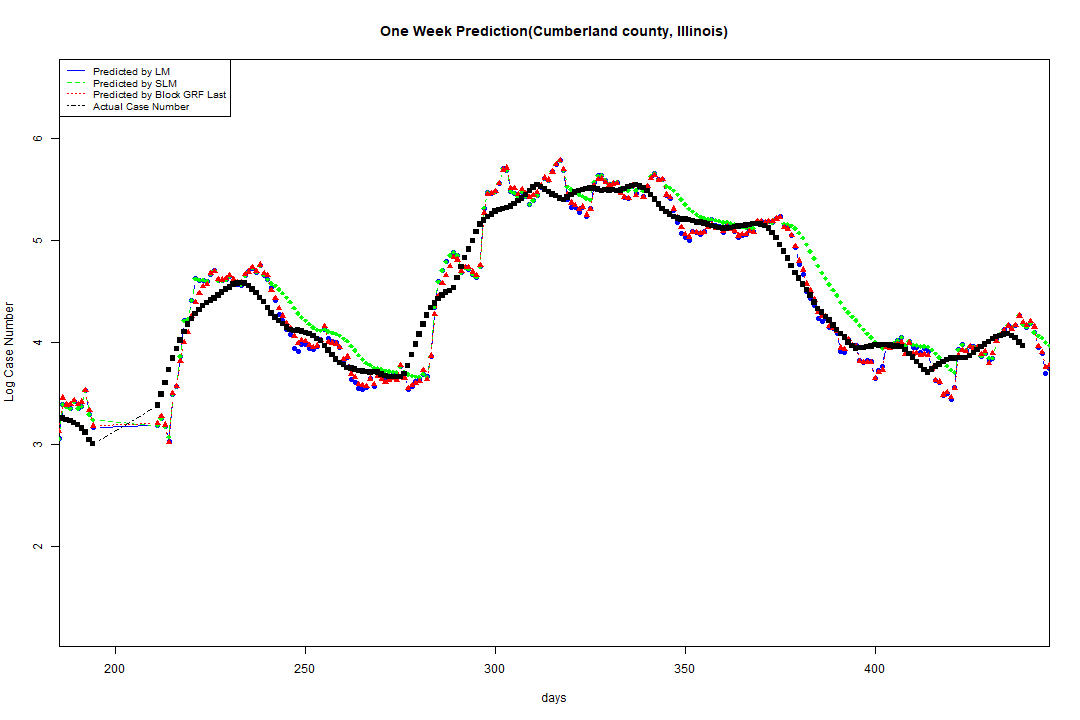 One Week Prediction(Cumberland county, Illinois)
Predicted by LM
Predicted by SLM
Predicted by Block GRF Last
Actual Case Number
6
5
4
3
2
Log Case Number
200 250 300 350 400
days